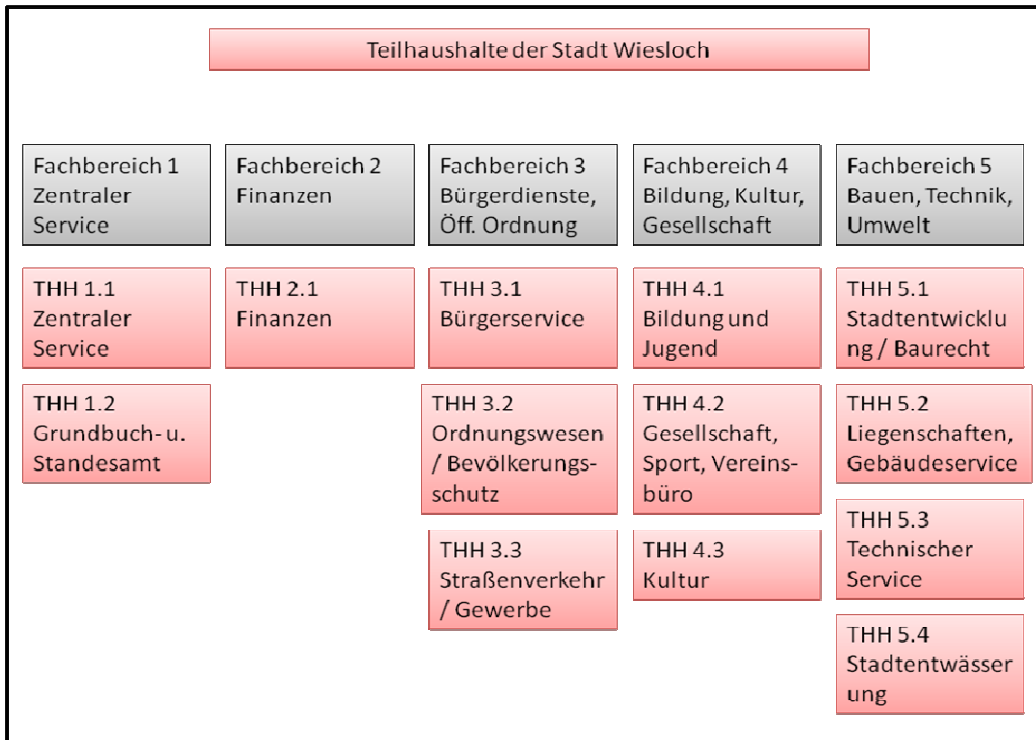 Teilhaushalte der Stadt Wiesloch
Fachbereich 1
Zentraler
Service
THH 1.1
Zentraler
Service
THH 1.2
Grundbuch- u.
Standesamt
Fachbereich 2
Finanzen
THH 2.1
Finanzen
Fachbereich 3
Bürgerdienste,
Öff. Ordnung
THH 3.1
Bürgerservice
THH 3.2
Ordnungswesen
/ Bevölkerungs-
schutz
THH 3.3
Straßenverkehr
/ Gewerbe
Fachbereich 4
Bildung, Kultur,
Gesellschaft
THH 4.1
Bildung und
Jugend
THH 4.2
Gesellschaft,
Sport, Vereins-
büro
THH 4.3
Kultur
Fachbereich 5
Bauen, Technik,
Umwelt
THH 5.1
Stadtentwicklu
ng / Baurecht
THH 5.2
Liegenschaften,
Gebäudeservice
THH 5.3
Technischer
Service
THH 5.4
Stadtentwässer
ung